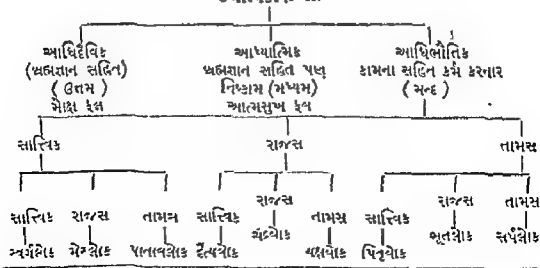 આધિદૈવિક આધ્યાત્મિક આધિભૌતિક
(બ્રહ્મજ્ઞાન સહિત) બ્રહ્મજ્ઞાન સહિત પણ કામના સહિત કર્મ કરનાર
(ઉત્તમ) નિષ્કામ (મધ્યમ) (મન્દ)
મોક્ષ ફલ આત્મસુખ ફલ
સાત્ત્વિક રાજસ તામસ
રાજસ રાજસ તામસ
સાત્ત્વિક રાજસ તામસ સાત્ત્વિક ચંદ્રલોક તામસ સાત્ત્વિક ભૂતલોક સર્પલોક
સ્વર્ગલોક દૈત્યલોક યક્ષલોક પિતૃલોક